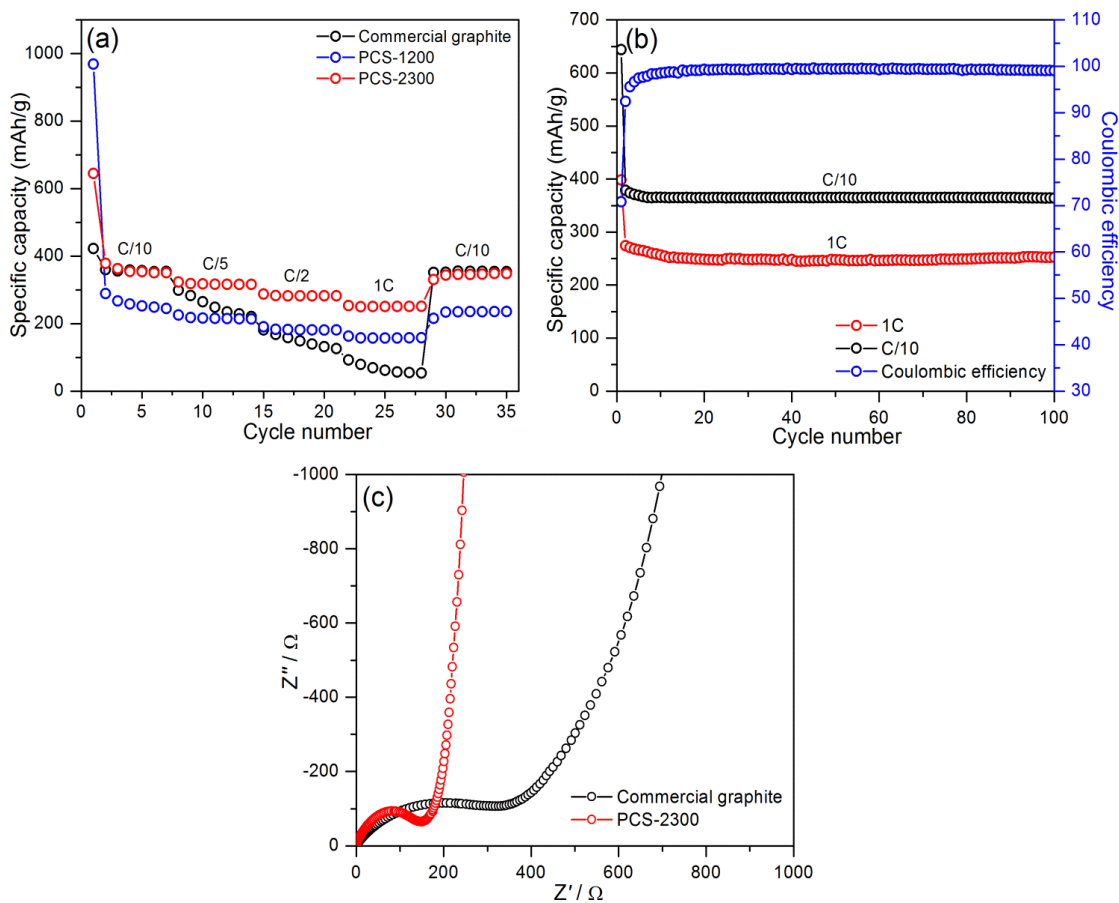 (a)
Commercial graphite
PCS-1200
PCS-2300
C/10
C/5
C/2
1C
C/10
Specific capacity (mAh/g)
1000
800
600
400
200
0
0 5 10 15 20 25 30 35
Cycle number
(b)
C/10
1C
1C
C/10
Coulombic efficiency
Specific capacity (mAh/g)
700
600
500
400
300
200
100
0
0 20 40 60 80 100
Cycle number
110
100
90
80
70
60
50
40
30
Coulombic efficiency
(c)
Commercial graphite
PCS-2300
Z″ / Ω
-1000
-800
-600
-400
-200
0
0 200 400 600 800 1000
Z′ / Ω